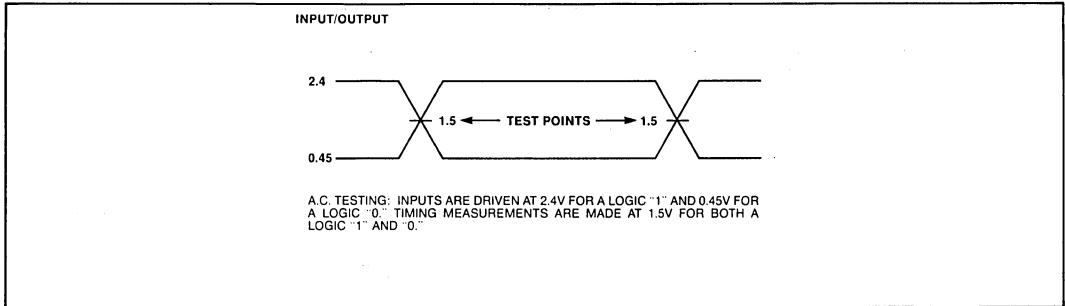 INPUT/OUTPUT
2.4
1.5 TEST POINTS 1.5
0.45
A.C. TESTING: INPUTS ARE DRIVEN AT 2.4V FOR A LOGIC "1" AND 0.45V FOR
A LOGIC "0." TIMING MEASUREMENTS ARE MADE AT 1.5V FOR BOTH A
LOGIC "1" AND "0."